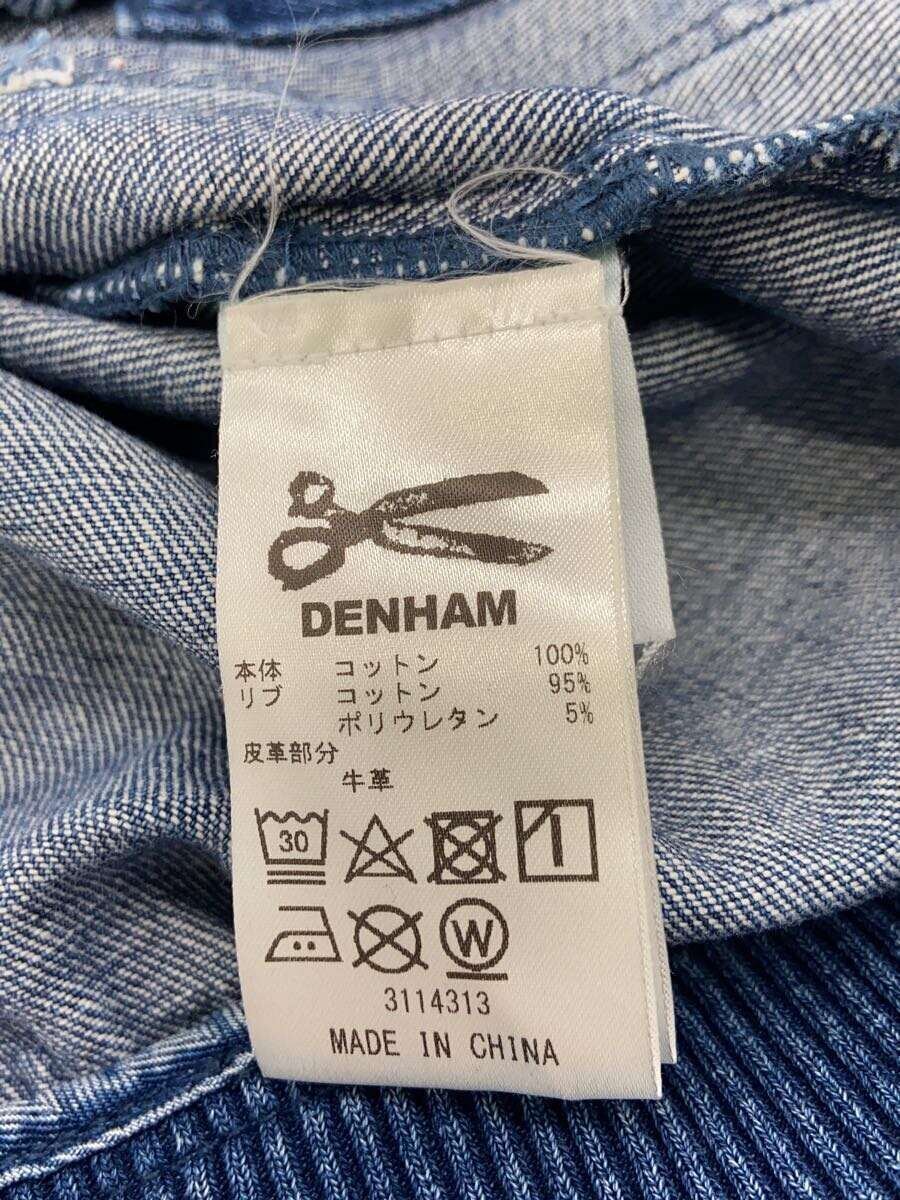 DENHAM
本体 コットン 100%
リブ コットン 95%
ポリウレタン 5%
皮革部分
牛革
30
W
3114313
MADE IN CHINA